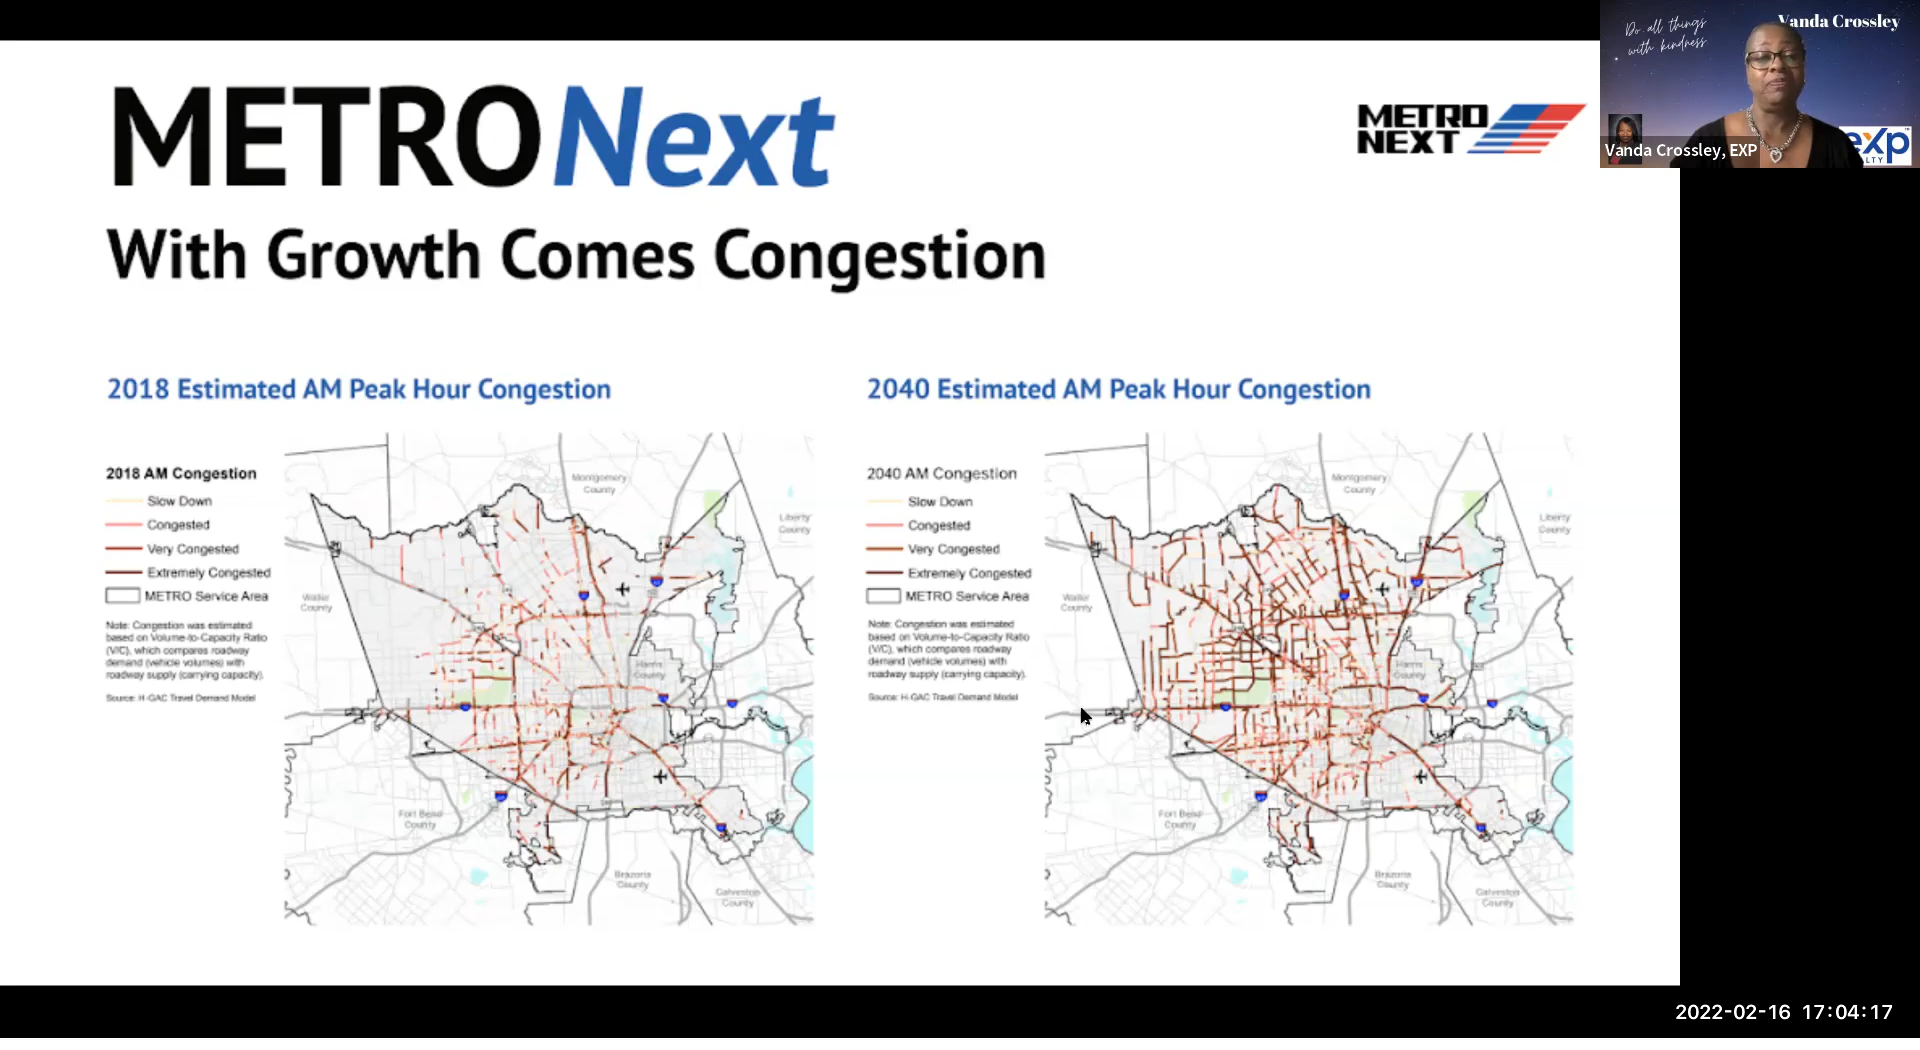 METRONext
METRO
NEXT
With Growth Comes Congestion
2018 Estimated AM Peak Hour Congestion
2018 AM Congestion
Slow Down
Congested
Very Congested
Extremely Congested
METRO Service Area
Note: Congestion was estimated
based on Volume-to-Capacity Ratio
(V/C), which compares roadway
demand (vehicle volumes) with
roadway supply (carrying capacity).
Source: H-GAC Travel Demand Model
Montgomery
County
Liberty
County
Waller
County
Harris
County
Fort Bend
County
Brazoria
County
Galveston
County
2040 Estimated AM Peak Hour Congestion
2040 AM Congestion
Slow Down
Congested
Very Congested
Extremely Congested
METRO Service Area
Note: Congestion was estimated
based on Volume-to-Capacity Ratio
(V/C), which compares roadway
demand (vehicle volumes) with
roadway supply (carrying capacity).
Source: H-GAC Travel Demand Model
Montgomery
County
Liberty
County
Waller
County
Harris
County
Fort Bend
County
Brazoria
County
Galveston
County
Do all things
with kindness
Vanda Crossley
exp
LTY
Vanda Crossley, EXP
2022-02-16 17:04:17